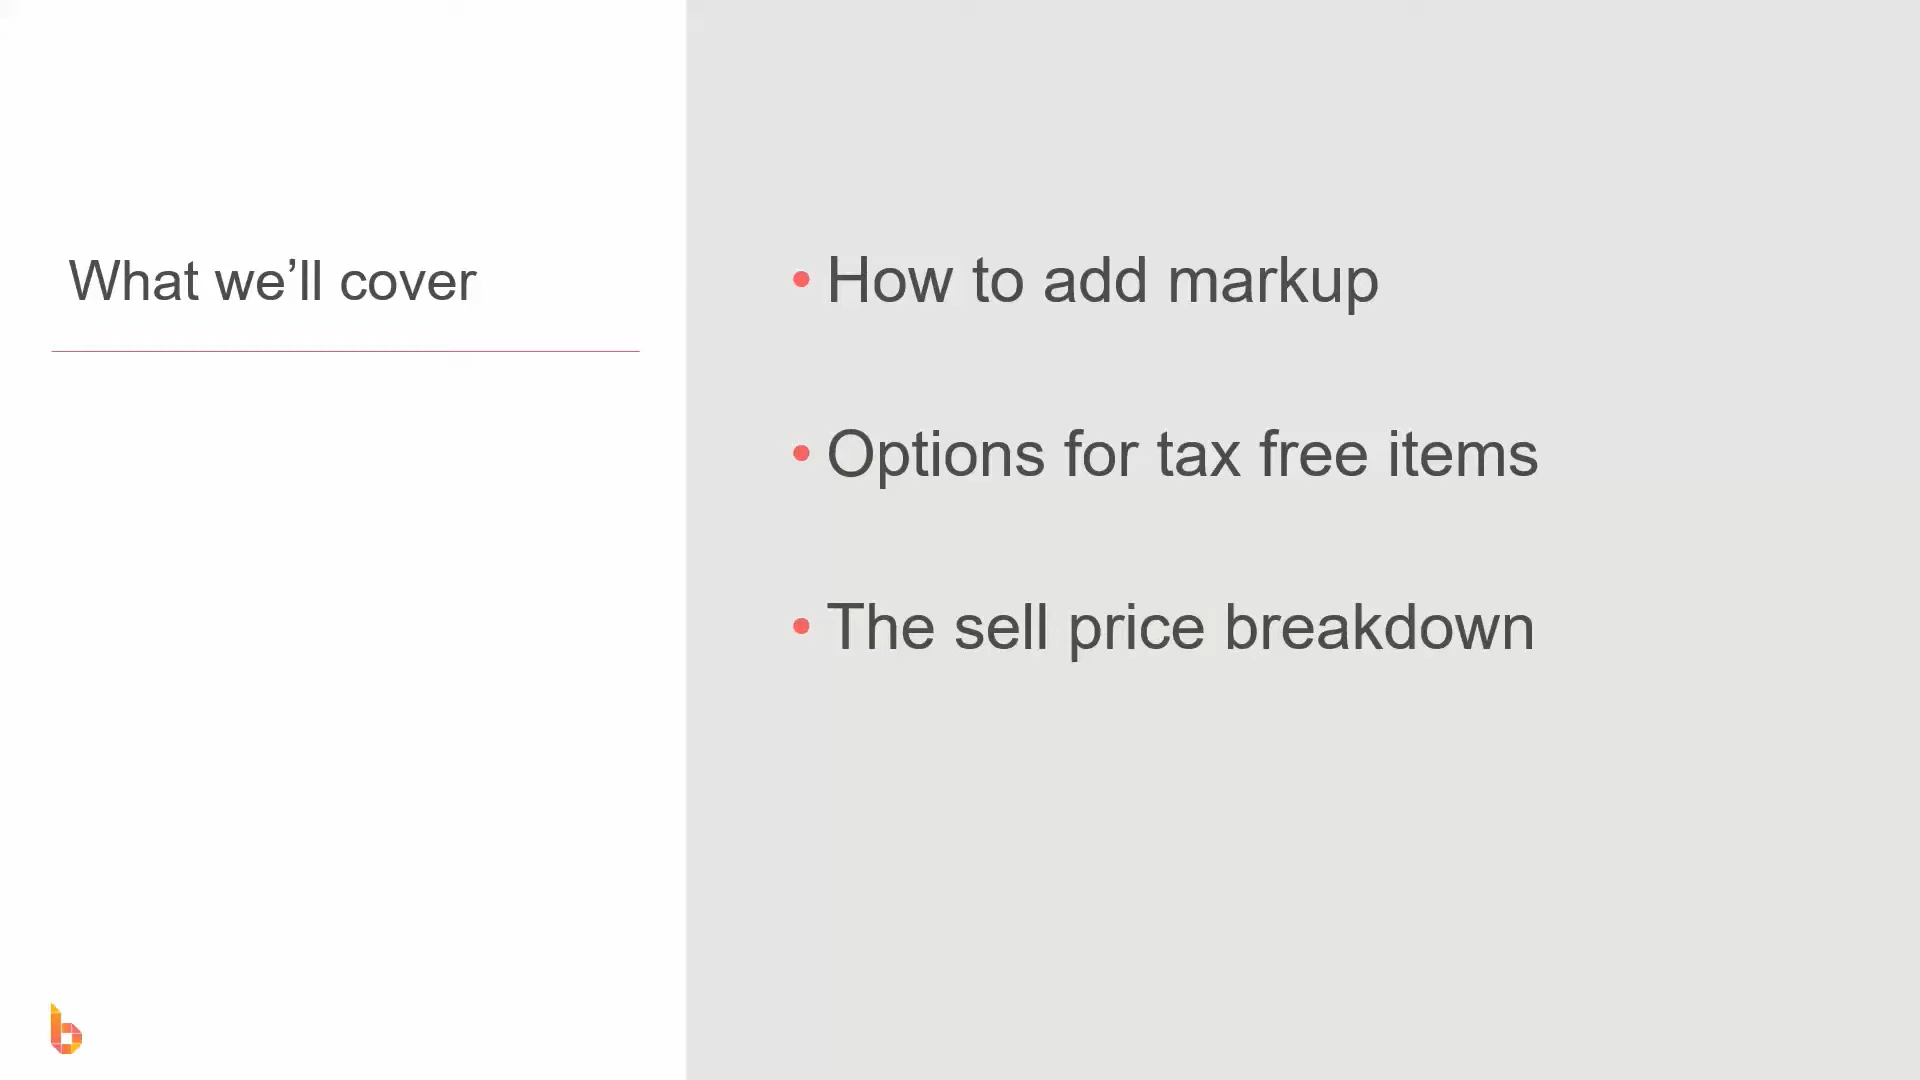 What we’ll cover
• How to add markup
• Options for tax free items
• The sell price breakdown
b